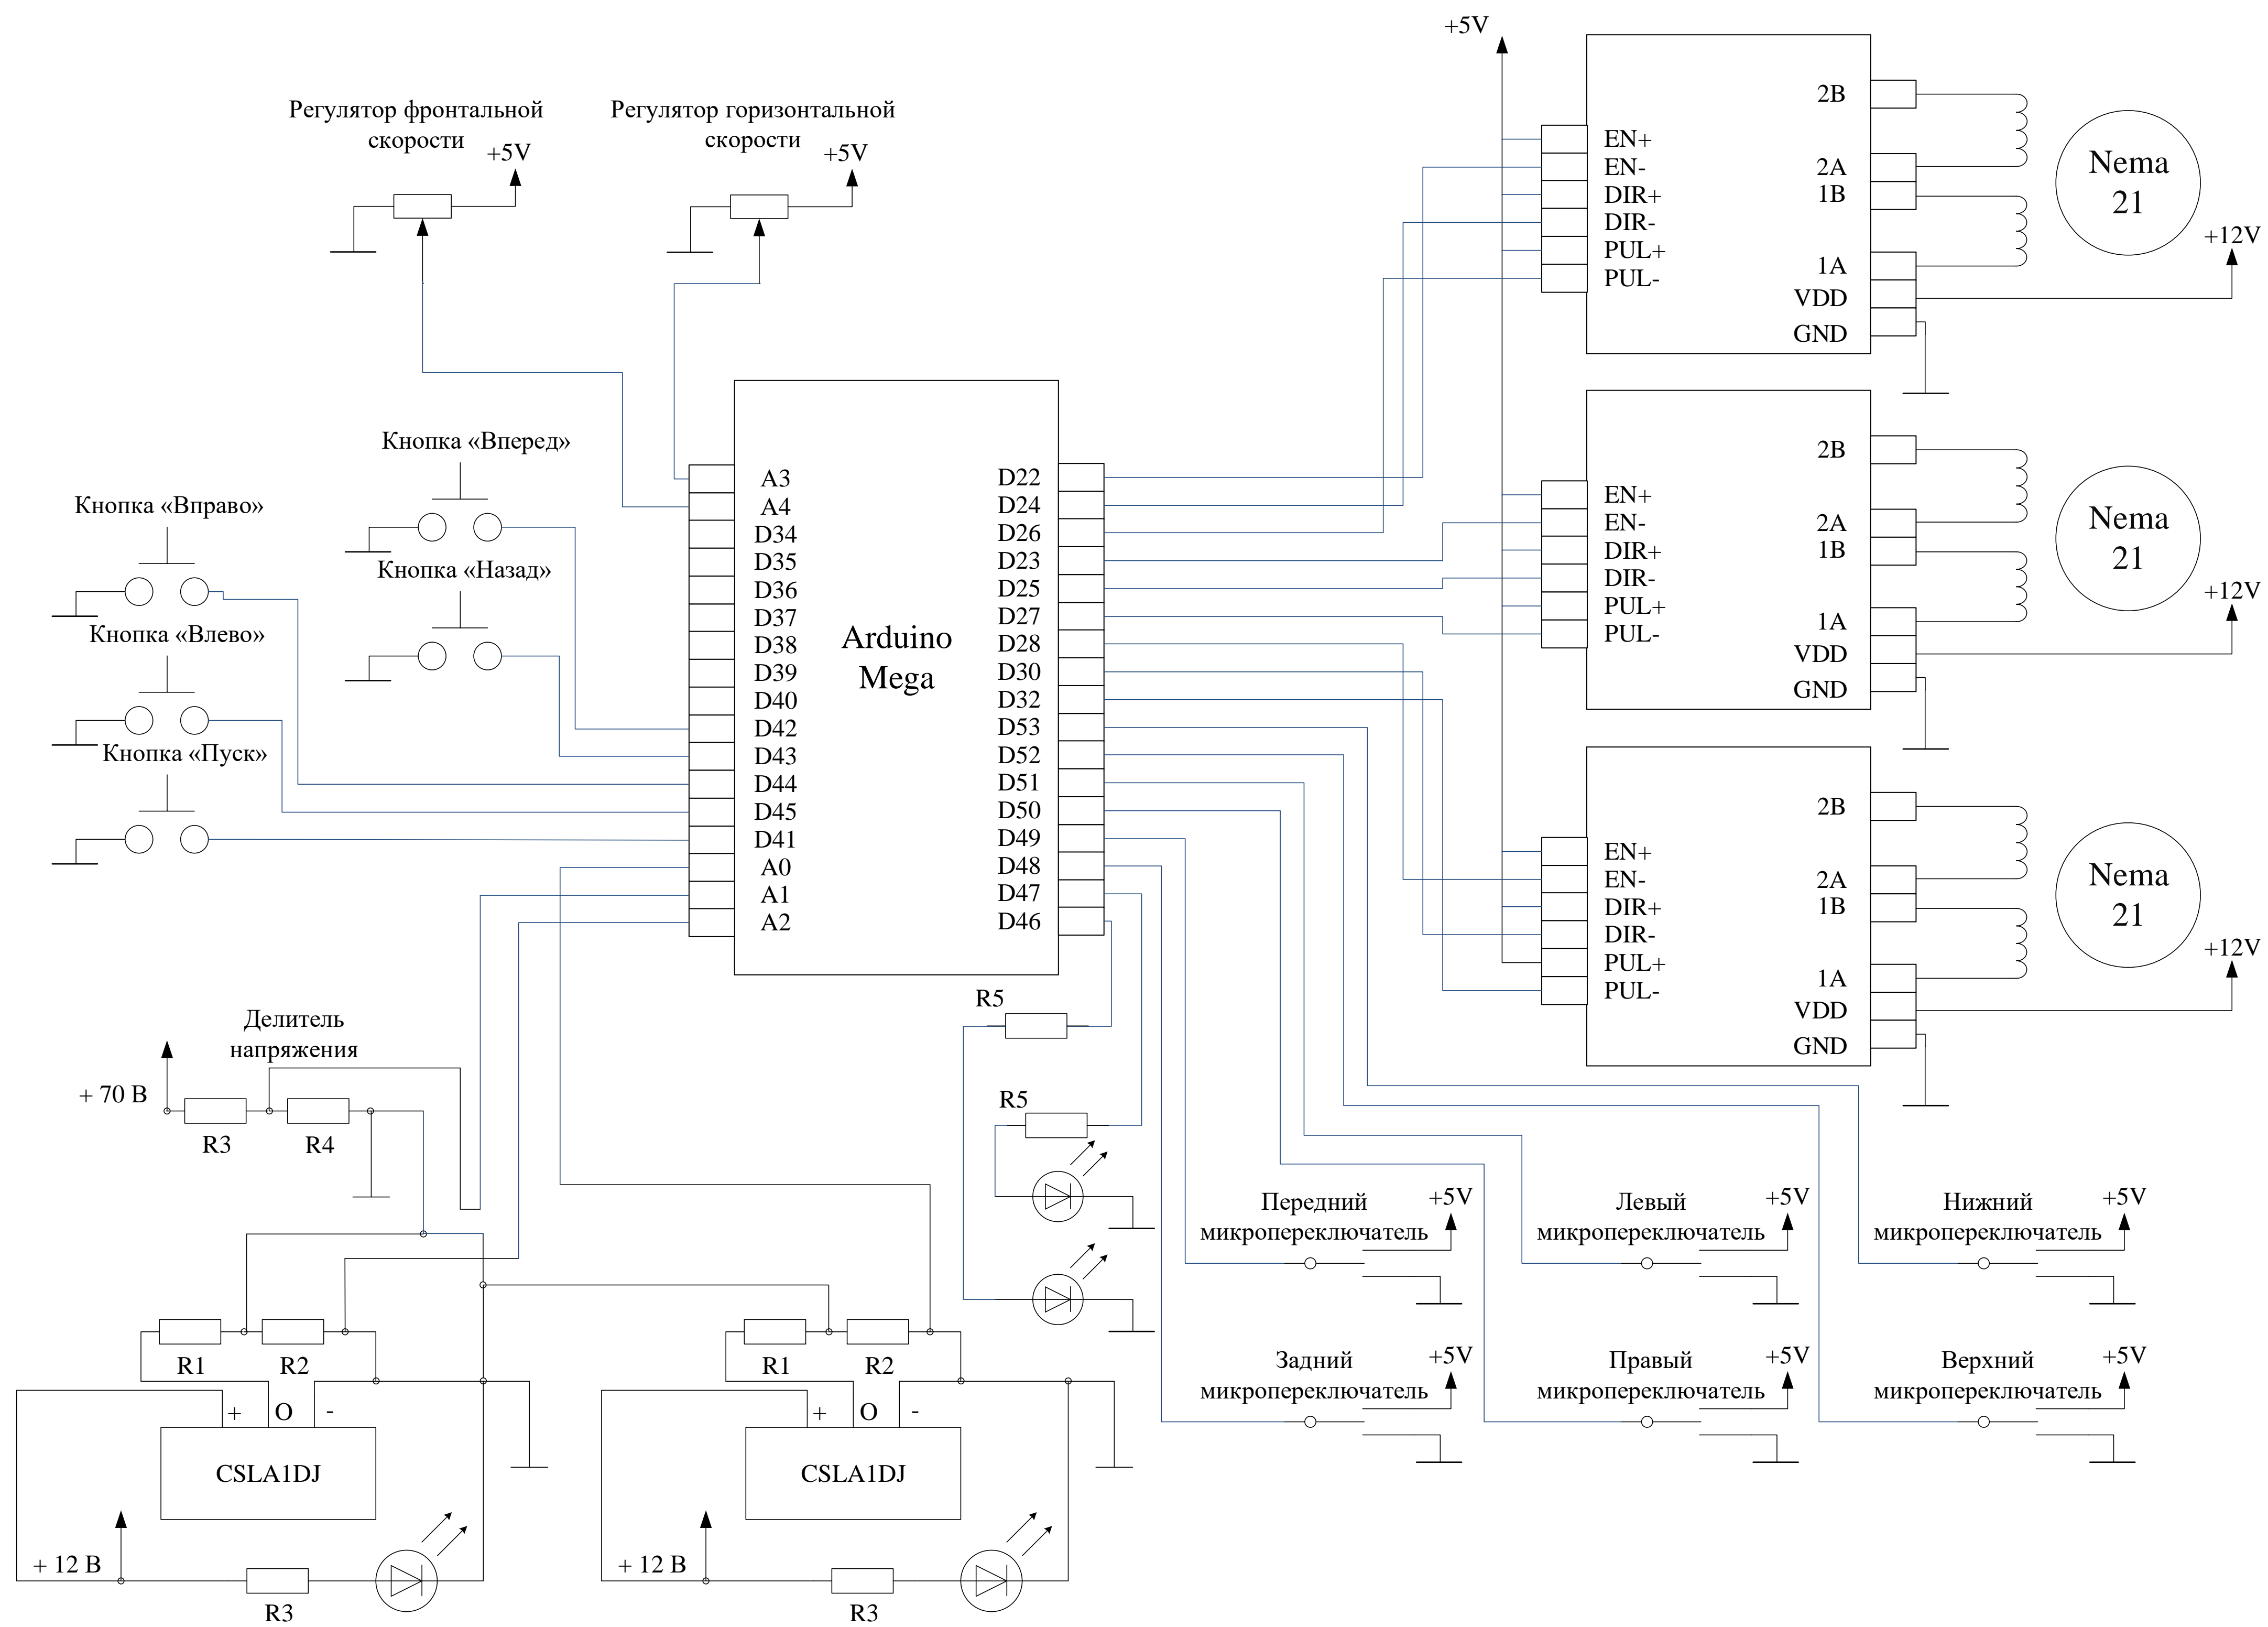 +5V
Регулятор фронтальной
скорости
+5V
Регулятор горизонтальной
скорости
+5V
Кнопка «Вперед»
Кнопка «Вправо»
Кнопка «Назад»
Кнопка «Влево»
Кнопка «Пуск»
Arduino
Mega
A3
A4
D34
D35
D36
D37
D38
D39
D40
D42
D43
D44
D45
D41
A0
A1
A2
D22
D24
D26
D23
D25
D27
D28
D30
D32
D53
D52
D51
D50
D49
D48
D47
D46
EN+
EN-
DIR+
DIR-
PUL+
PUL-
2B
2A
1B
1A
VDD
GND
Nema
21
+12V
EN+
EN-
DIR+
DIR-
PUL+
PUL-
2B
2A
1B
1A
VDD
GND
Nema
21
+12V
EN+
EN-
DIR+
DIR-
PUL+
PUL-
2B
2A
1B
1A
VDD
GND
Nema
21
+12V
Делитель
напряжения
+ 70 В
R3
R4
R5
R5
R1
R2
+
O
-
CSLA1DJ
+ 12 В
R3
R1
R2
+
O
-
CSLA1DJ
+ 12 В
R3
Передний
микропереключатель
+5V
Левый
микропереключатель
+5V
Нижний
микропереключатель
+5V
Задний
микропереключатель
+5V
Правый
микропереключатель
+5V
Верхний
микропереключатель
+5V